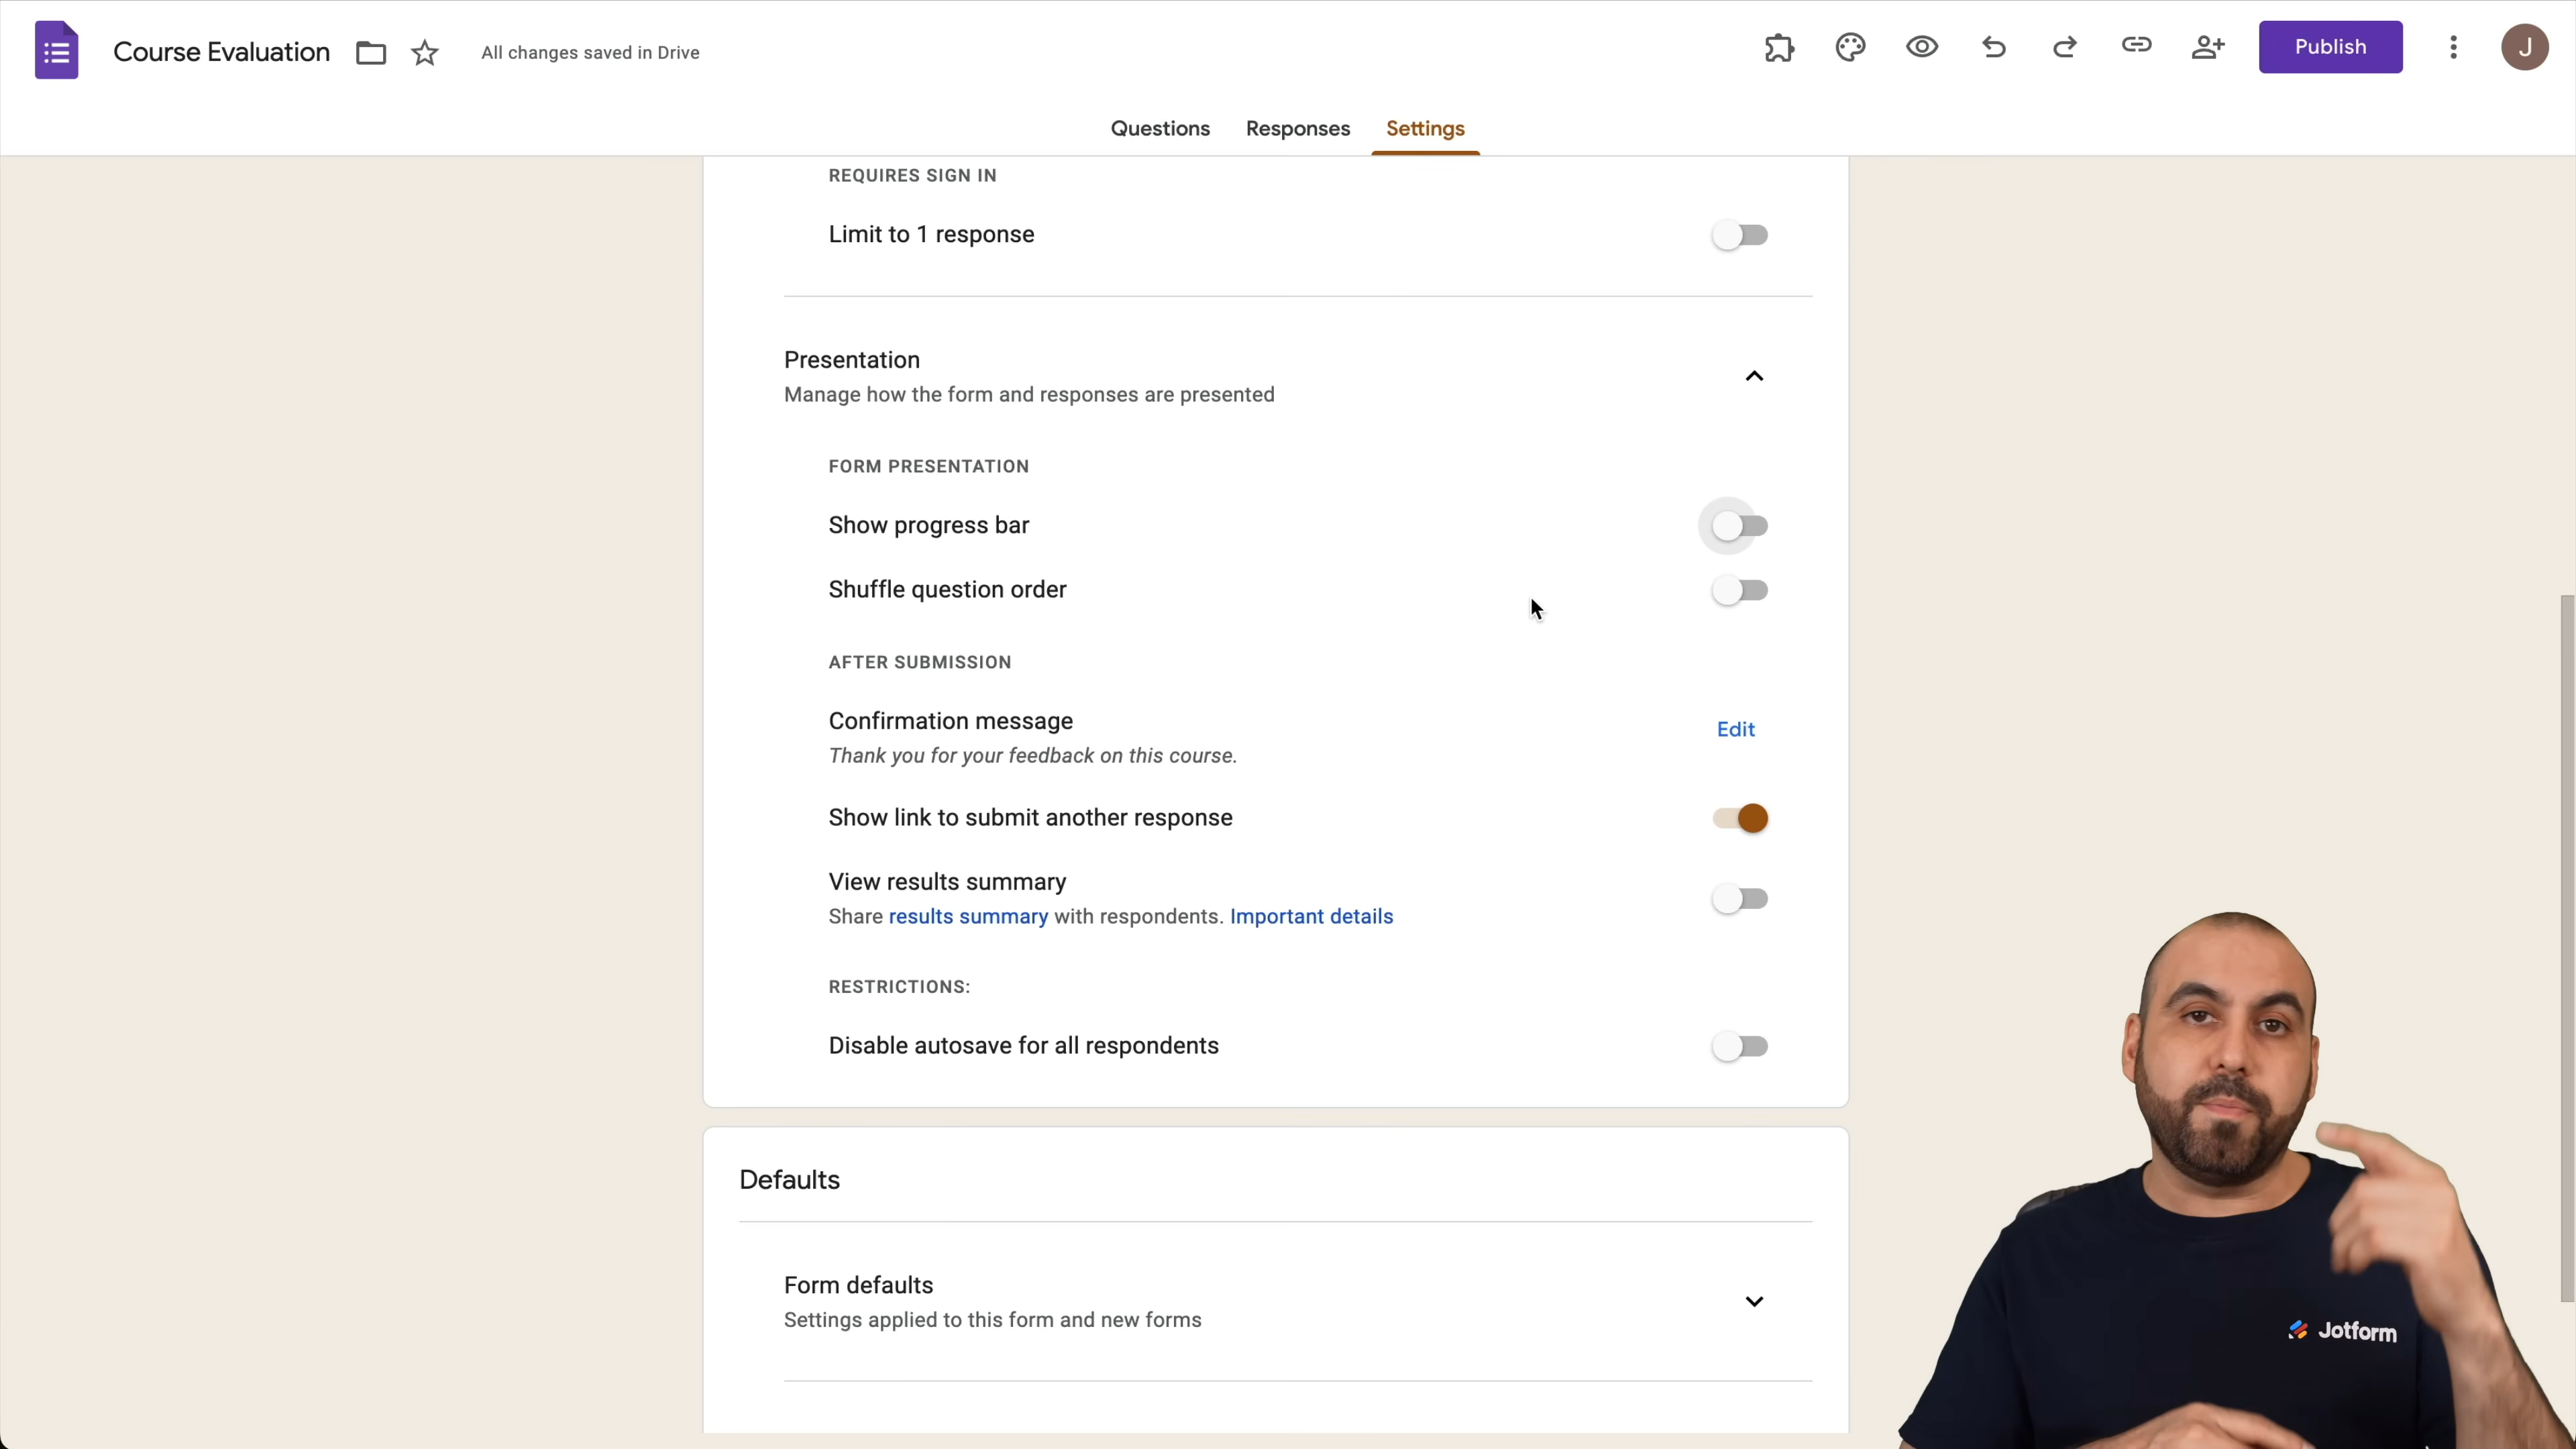 Course Evaluation
All changes saved in Drive
Publish
J
Questions
Responses
Settings
REQUIRES SIGN IN
Limit to 1 response
Presentation
Manage how the form and responses are presented
FORM PRESENTATION
Show progress bar
Shuffle question order
AFTER SUBMISSION
Confirmation message
Edit
Thank you for your feedback on this course.
Show link to submit another response
View results summary
Share results summary with respondents. Important details
RESTRICTIONS:
Disable autosave for all respondents
Defaults
Form defaults
Settings applied to this form and new forms
Jotform